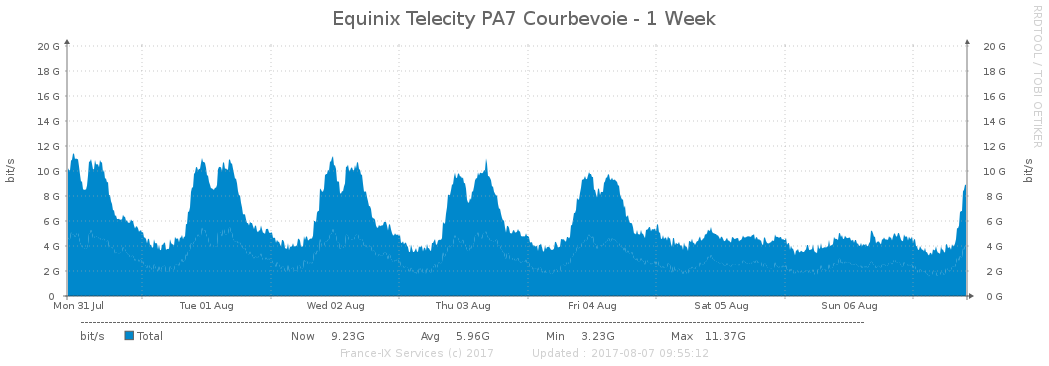 Equinix Telecity PA7 Courbevoie - 1 Week
RRDTOOL / TOBI OETIKER
bit/s
20 G 20 G
18 G 18 G
16 G 16 G
14 G 14 G
12 G 12 G
10 G 10 G
8 G 8 G
6 G 6 G
4 G 4 G
2 G 2 G
0 0 G
bit/s
Mon 31 Jul Tue 01 Aug Wed 02 Aug Thu 03 Aug Fri 04 Aug Sat 05 Aug Sun 06 Aug
bit/s Total Now 9.23G Avg 5.96G Min 3.23G Max 11.37G
France-IX Services (c) 2017 Updated : 2017-08-07 09:55:12